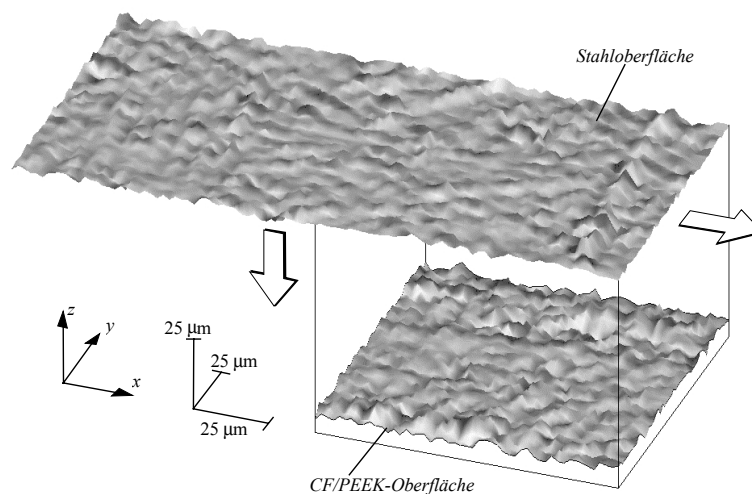 Stahloberfläche
z
y
x
25 μm
25 μm
25 μm
CF/PEEK-Oberfläche